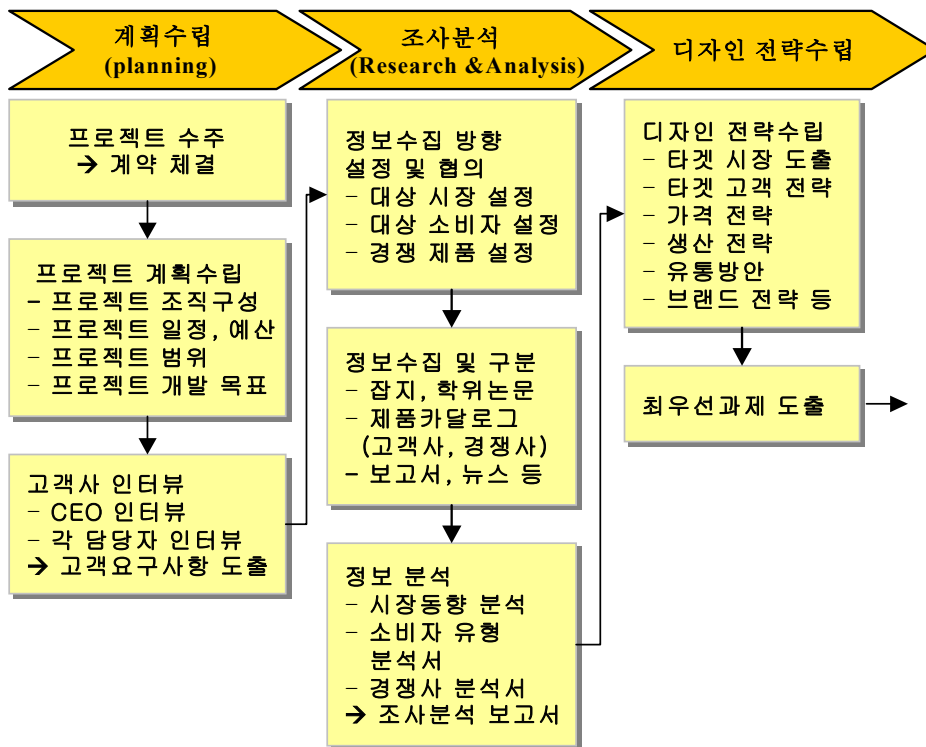 계획수립
(planning)
조사분석
(Research &Analysis)
디자인 전략수립
프로젝트 수주
→ 계약 체결
프로젝트 계획수립
– 프로젝트 조직구성
– 프로젝트 일정, 예산
– 프로젝트 범위
– 프로젝트 개발 목표
고객사 인터뷰
– CEO 인터뷰
– 각 담당자 인터뷰
→ 고객요구사항 도출
정보수집 방향
설정 및 협의
– 대상 시장 설정
– 대상 소비자 설정
– 경쟁 제품 설정
정보수집 및 구분
– 잡지, 학위논문
– 제품카달로그
(고객사, 경쟁사)
– 보고서, 뉴스 등
정보 분석
– 시장동향 분석
– 소비자 유형
분석서
– 경쟁사 분석서
→ 조사분석 보고서
디자인 전략수립
– 타겟 시장 도출
– 타겟 고객 전략
– 가격 전략
– 생산 전략
– 유통방안
– 브랜드 전략 등
최우선과제 도출